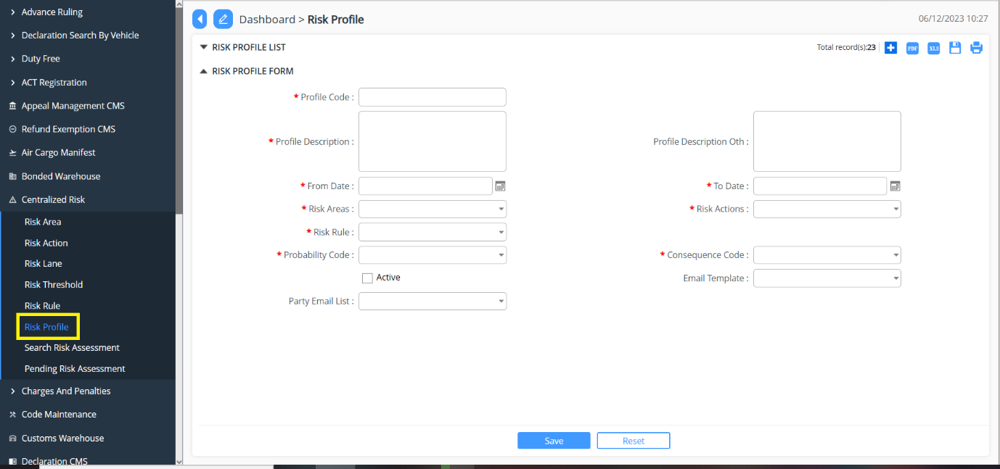 Advance Ruling
Declaration Search By Vehicle
Duty Free
ACT Registration
Appeal Management CMS
Refund Exemption CMS
Air Cargo Manifest
Bonded Warehouse
Centralized Risk
Risk Area
Risk Action
Risk Lane
Risk Threshold
Risk Rule
Risk Profile
Search Risk Assessment
Pending Risk Assessment
Charges And Penalties
Code Maintenance
Customs Warehouse
Declaration CMS
Dashboard > Risk Profile
06/12/2023 10:27
RISK PROFILE LIST
Total record(s):23
PDF
XLS
RISK PROFILE FORM
* Profile Code :
* Profile Description :
Profile Description Oth :
* From Date :
* To Date :
* Risk Areas :
* Risk Actions :
* Risk Rule :
* Probability Code :
* Consequence Code :
Active
Email Template :
Party Email List :
Save
Reset